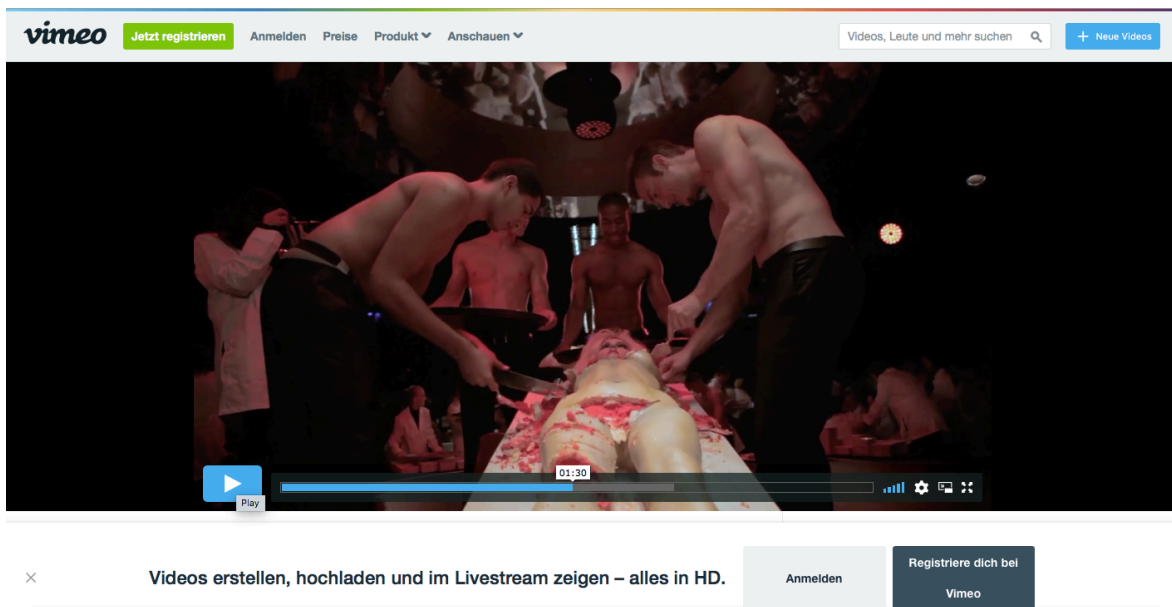 vimeo
Jetzt registrieren
Anmelden
Preise
Produkt
Anschauen
Videos, Leute und mehr suchen
+ Neue Videos
01:30
Play
Videos erstellen, hochladen und im Livestream zeigen – alles in HD.
Anmelden
Registriere dich bei
Vimeo